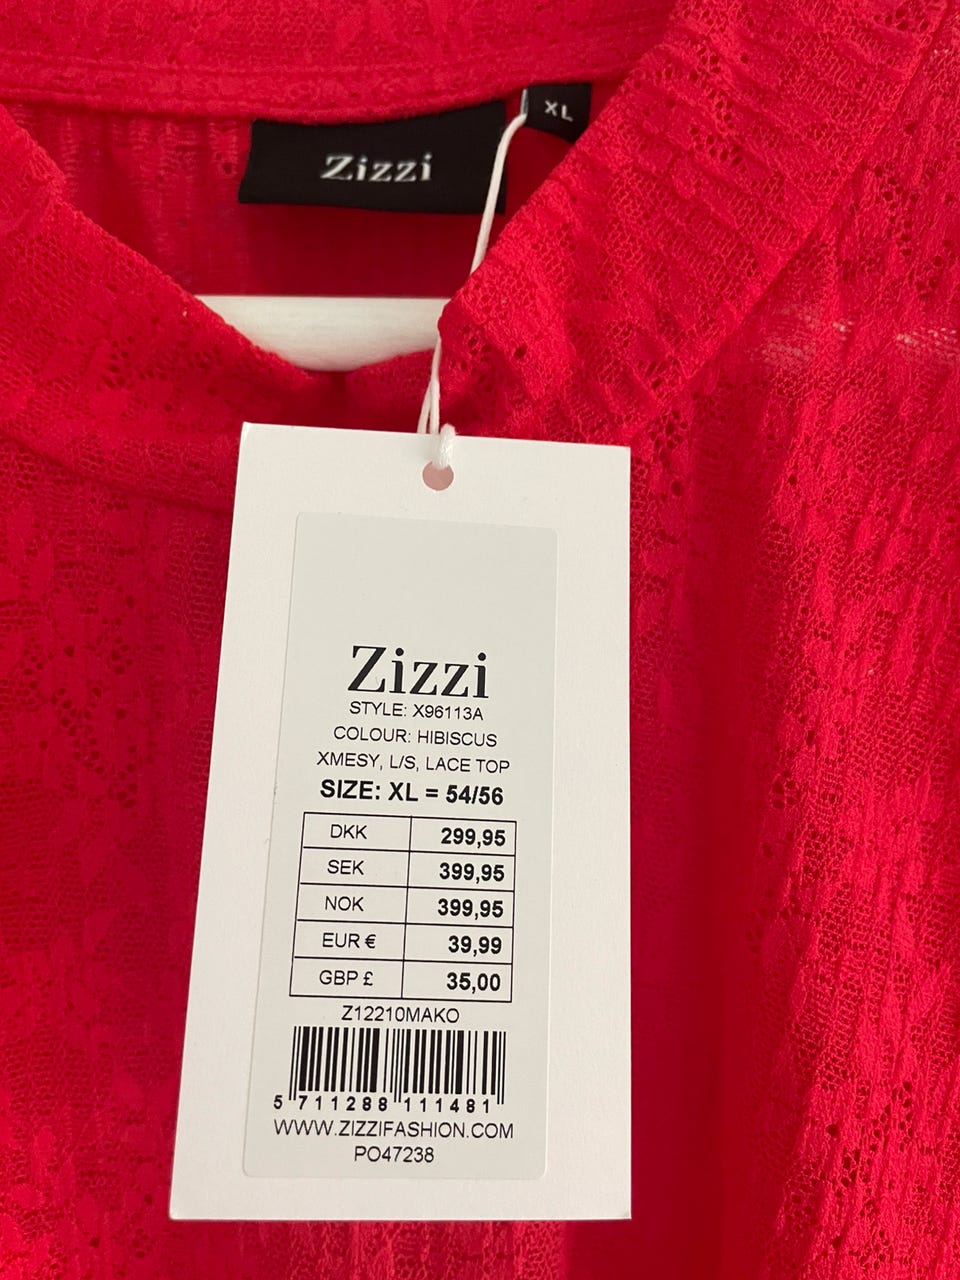 XL
Zizzi
Zizzi
STYLE: X96113A
COLOUR: HIBISCUS
XMESY, L/S, LACE TOP
SIZE: XL = 54/56
DKK 299,95
SEK 399,95
NOK 399,95
EUR € 39,99
GBP £ 35,00
Z12210MAKO
5 711288 111481
WWW.ZIZZIFASHION.COM
PO47238